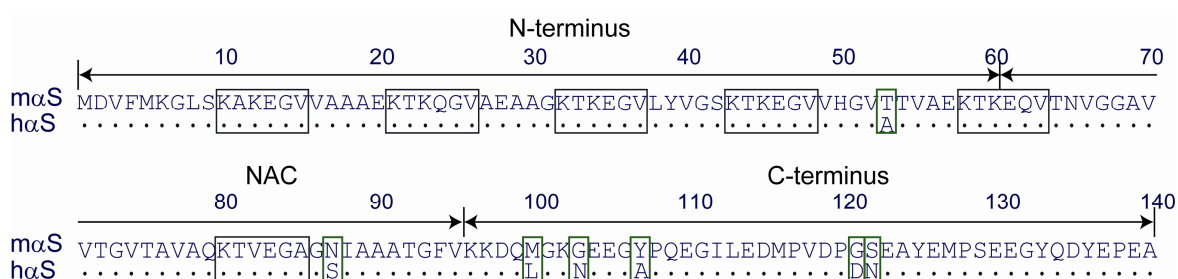 N-terminus
10 20 30 40 50 60 70
mαS MDVFMKGLSKAKEGVVAAAEKTKQGVAEAAGKTKEGVLYVGSKTKEGVVHGVTTVAEKTKEQVTNVGGAV
hαS ....................................................A.................
NAC C-terminus
80 90 100 110 120 130 140
mαS VTGVTAVAQKTVEGAGNIAAATGFVKKDQMGKGEEGYPQEGILEDMPVDPGSEAYEMPSEEGYQDYEPEA
hαS ................S............L..N...A.............DN..................